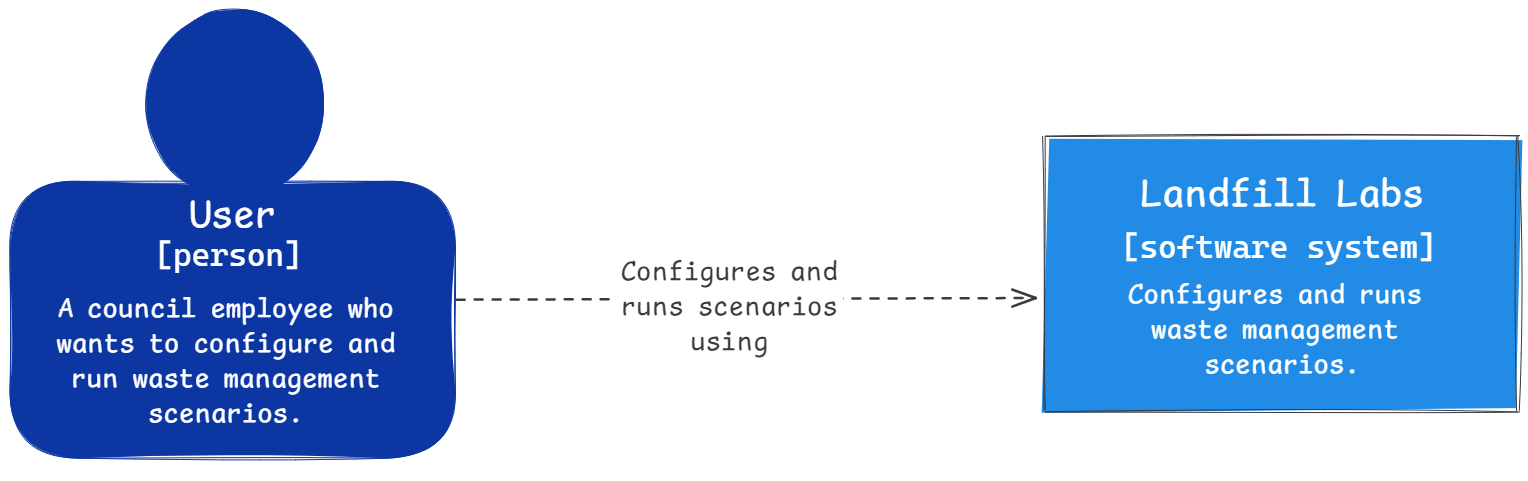 User
[person]
A council employee who
wants to configure and
run waste management
scenarios.
Configures and
runs scenarios
using
Landfill Labs
[software system]
Configures and runs
waste management
scenarios.